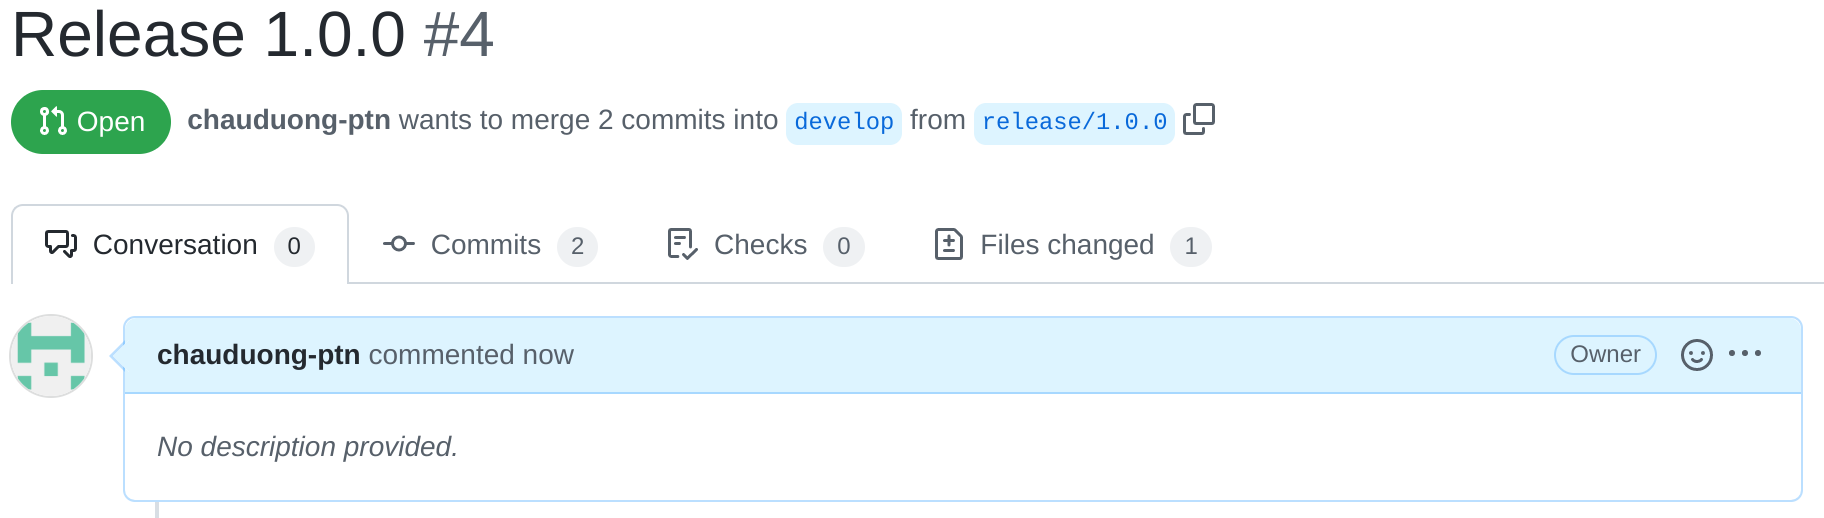 Release 1.0.0 #4
Open chauduong-ptn wants to merge 2 commits into develop from release/1.0.0
Conversation 0 Commits 2 Checks 0 Files changed 1
chauduong-ptn commented now Owner
No description provided.